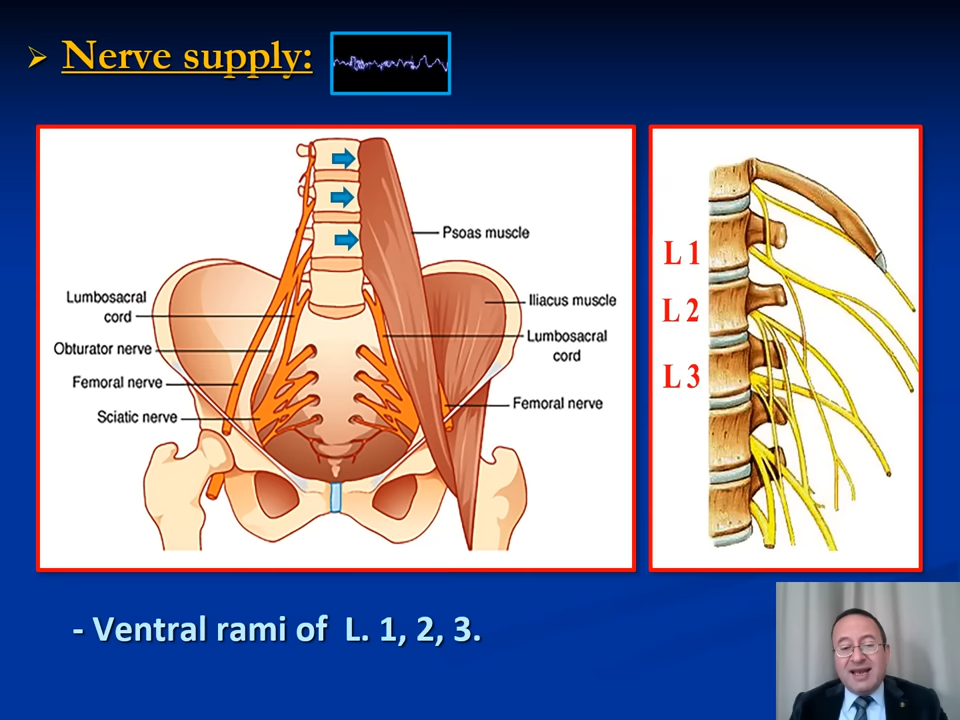 ➢ Nerve supply:
Psoas muscle
Lumbosacral
cord
Iliacus muscle
Lumbosacral
cord
Obturator nerve
Femoral nerve
Femoral nerve
Sciatic nerve
L 1
L 2
L 3
- Ventral rami of L. 1, 2, 3.